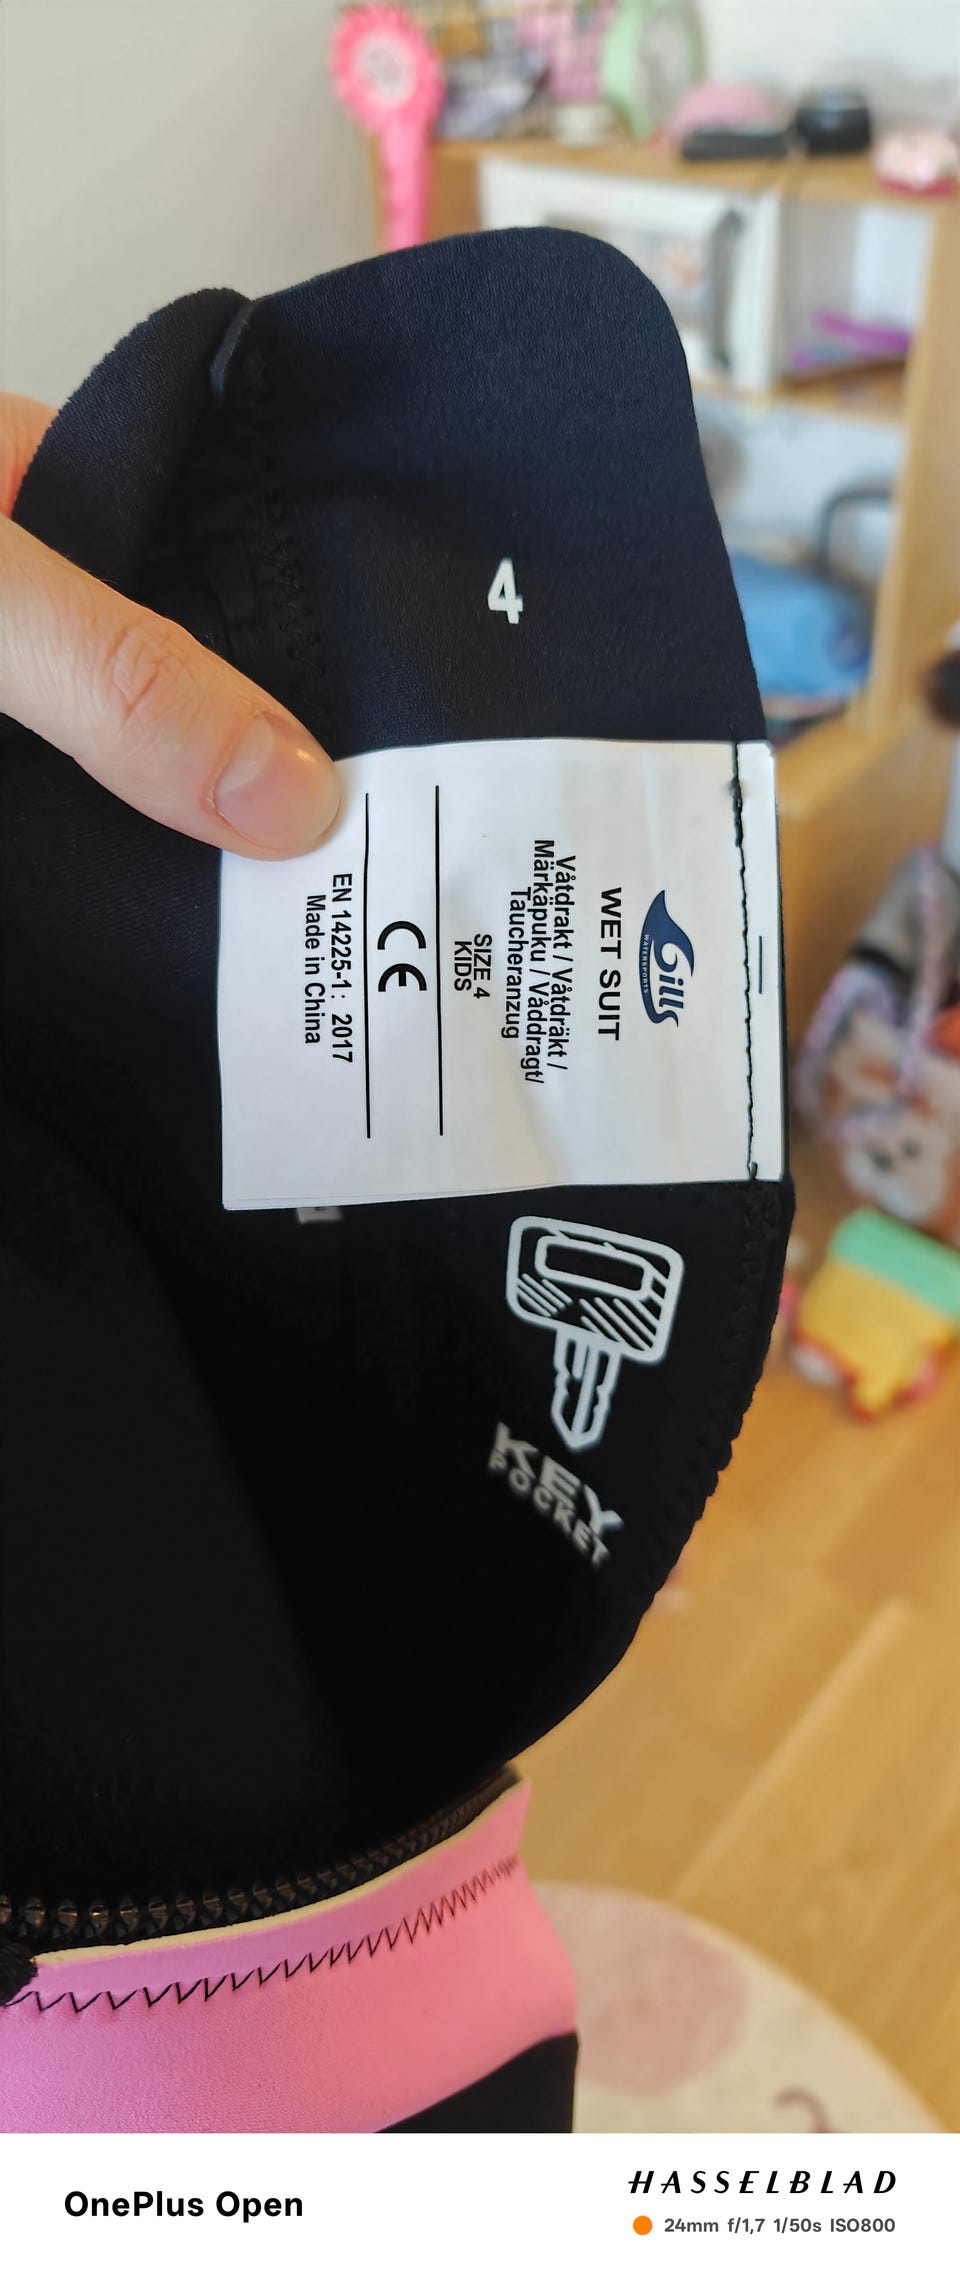 4
Gills
WATERSPORTS
WET SUIT
Våtdrakt / Våtdräkt /
Märkäpuku / Våddragt/
Taucheranzug
SIZE 4
KIDS
CE
EN 14225-1: 2017
Made in China
KEY
POCKET
OnePlus Open
HASSELBLAD
24mm f/1,7 1/50s ISO800